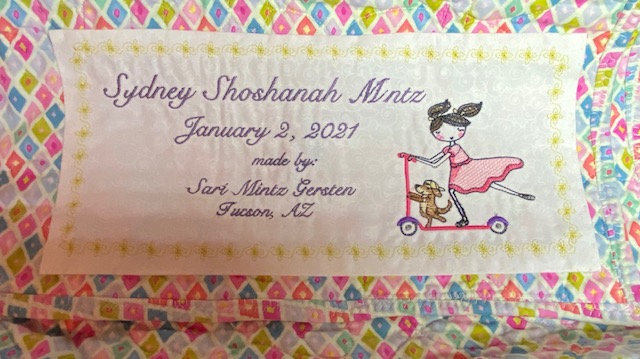 Sydney Shoshanah Mintz
January 2, 2021
made by:
Sari Mintz Gersten
Tucson, AZ